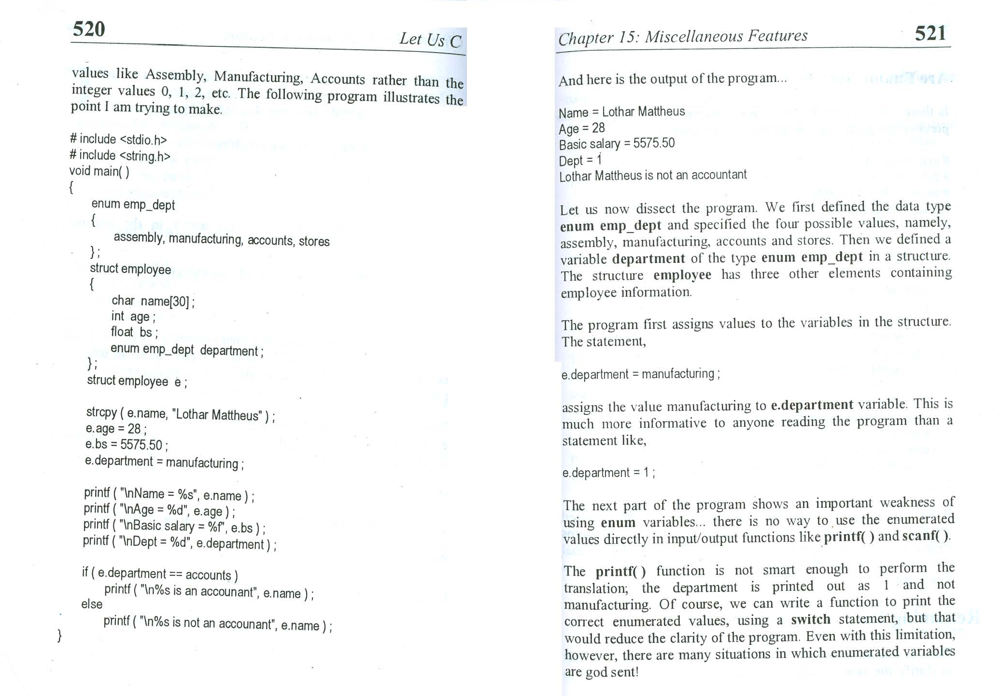 520
Let Us C
values like Assembly, Manufacturing, Accounts rather than the
integer values 0, 1, 2, etc. The following program illustrates the
point I am trying to make.
# include <stdio.h>
# include <string.h>
void main( )
{
enum emp_dept
{
assembly, manufacturing, accounts, stores
} ;
struct employee
{
char name[30] ;
int age ;
float bs ;
enum emp_dept department ;
} ;
struct employee e ;
strcpy ( e.name, "Lothar Mattheus" ) ;
e.age = 28 ;
e.bs = 5575.50 ;
e.department = manufacturing ;
printf ( "\nName = %s", e.name ) ;
printf ( "\nAge = %d", e.age ) ;
printf ( "\nBasic salary = %f", e.bs ) ;
printf ( "\nDept = %d", e.department ) ;
if ( e.department == accounts )
printf ( "\n%s is an accounant", e.name ) ;
else
printf ( "\n%s is not an accounant", e.name ) ;
}
Chapter 15: Miscellaneous Features
521
And here is the output of the program...
Name = Lothar Mattheus
Age = 28
Basic salary = 5575.50
Dept = 1
Lothar Mattheus is not an accountant
Let us now dissect the program. We first defined the data type
enum emp_dept and specified the four possible values, namely,
assembly, manufacturing, accounts and stores. Then we defined a
variable department of the type enum emp_dept in a structure.
The structure employee has three other elements containing
employee information.
The program first assigns values to the variables in the structure.
The statement,
e.department = manufacturing ;
assigns the value manufacturing to e.department variable. This is
much more informative to anyone reading the program than a
statement like,
e.department = 1 ;
The next part of the program shows an important weakness of
using enum variables... there is no way to use the enumerated
values directly in input/output functions like printf( ) and scanf( ).
The printf( ) function is not smart enough to perform the
translation; the department is printed out as 1 and not
manufacturing. Of course, we can write a function to print the
correct enumerated values, using a switch statement, but that
would reduce the clarity of the program. Even with this limitation,
however, there are many situations in which enumerated variables
are god sent!